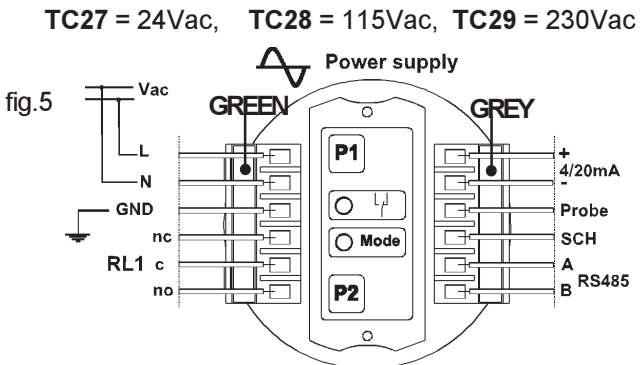 TC27 = 24Vac, TC28 = 115Vac, TC29 = 230Vac
Power supply
fig.5
Vac
GREEN
GREY
L
N
GND
nc
RL1 c
no
P1
Mode
P2
+
4/20mA
-
Probe
SCH
A
RS485
B